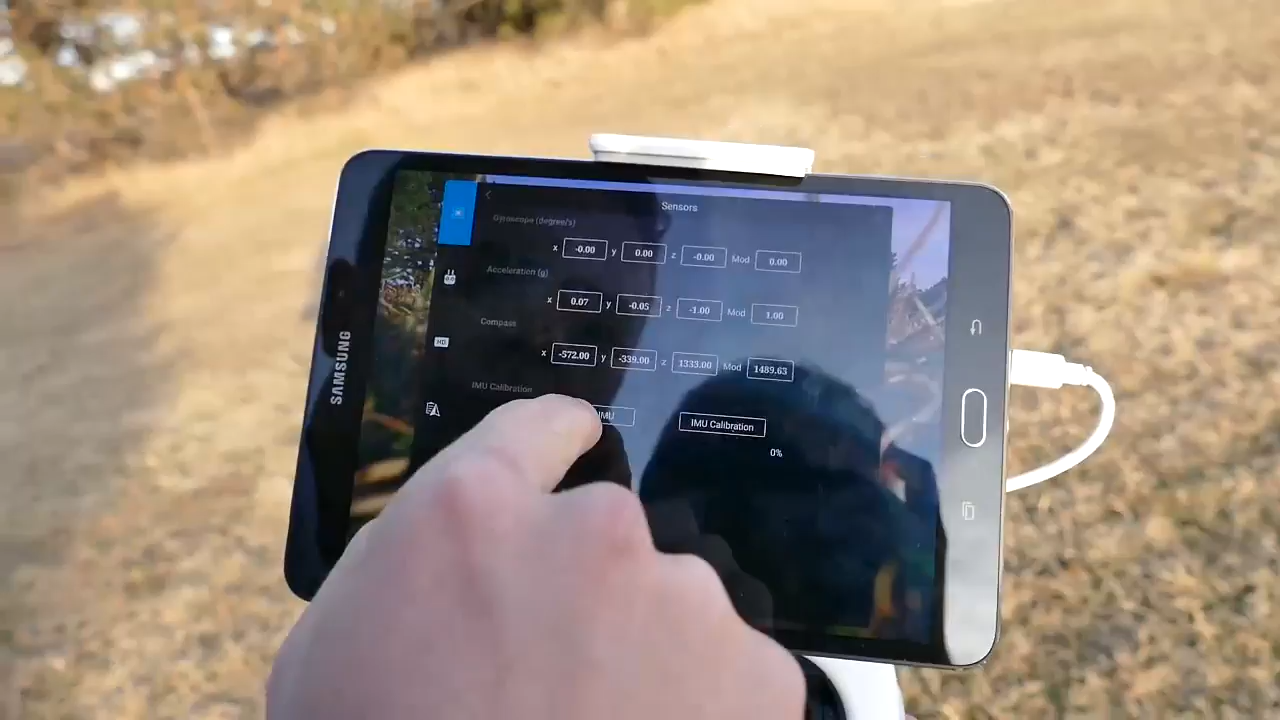 Sensors
Gyroscope (degree/s)
x -0.00 y 0.00 z -0.00 Mod 0.00
Acceleration (g)
x 0.07 y -0.05 z -1.00 Mod 1.00
Compass
x -572.00 y -339.00 z 1333.00 Mod 1489.63
HD
IMU Calibration
IMU IMU Calibration
0%
SAMSUNG